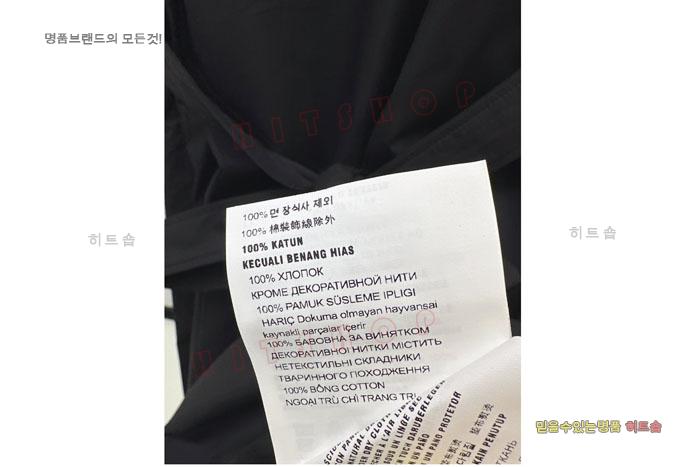 명품브랜드의 모든것!
HITSHOP
히트숍
히트숍
100% 면 장식사 제외
100% 棉裝飾線除外
100% KATUN
KECUALI BENANG HIAS
100% ХЛОПОК
КРОМЕ ДЕКОРАТИВНОЙ НИТИ
100% PAMUK SÜSLEME IPLIGI
HARIÇ Dokuma olmayan hayvansai
kaynakli parçalar içerir
100% БАВОВНА ЗА ВИНЯТКОМ
ДЕКОРАТИВНОЇ НИТКИ МІСТИТЬ
НЕТЕКСТИЛЬНІ СКЛАДНИКИ
ТВАРИННОГО ПОХОДЖЕННЯ
100% BÔNG COTTON
NGOẠI TRỪ CHỈ TRANG TRÍ
HITSHOP
믿을수있는명품 히트숍